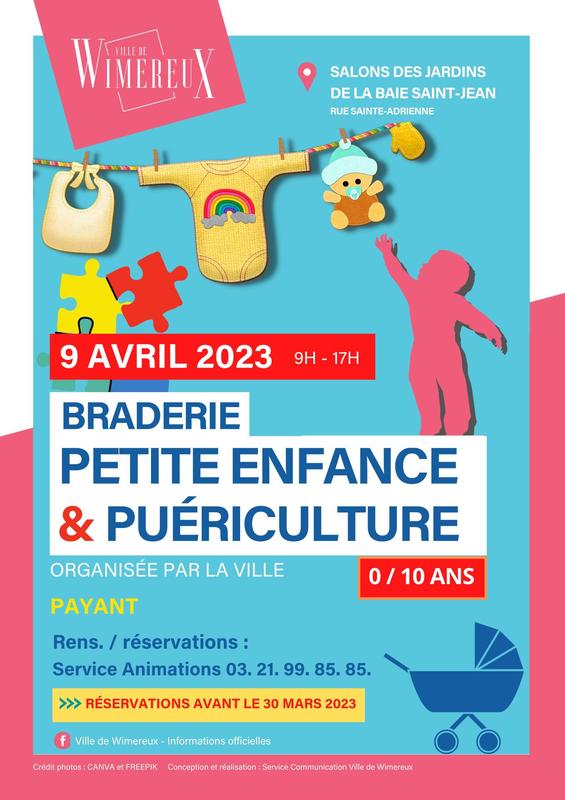 VILLE DE
WIMEREUX
SALONS DES JARDINS
DE LA BAIE SAINT-JEAN
RUE SAINTE-ADRIENNE
9 AVRIL 2023 9H - 17H
BRADERIE
PETITE ENFANCE
& PUÉRICULTURE
ORGANISÉE PAR LA VILLE
0 / 10 ANS
PAYANT
Rens. / réservations :
Service Animations 03. 21. 99. 85. 85.
>>> RÉSERVATIONS AVANT LE 30 MARS 2023
Ville de Wimereux - Informations officielles
Crédit photos : CANVA et FREEPIK Conception et réalisation : Service Communication Ville de Wimereux